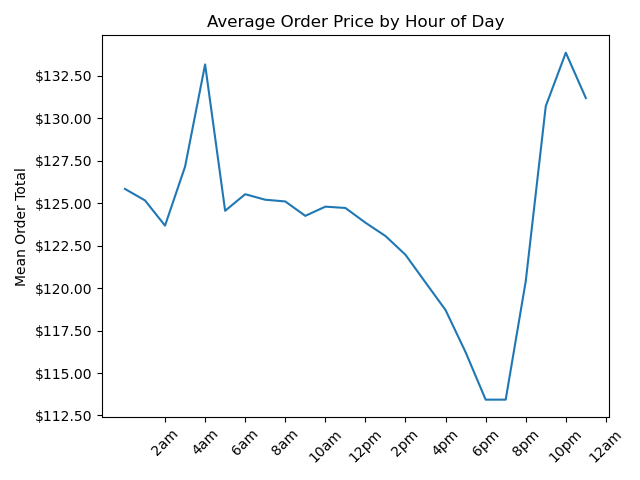 Average Order Price by Hour of Day
Mean Order Total
$132.50
$130.00
$127.50
$125.00
$122.50
$120.00
$117.50
$115.00
$112.50
2am
4am
6am
8am
10am
12pm
2pm
4pm
6pm
8pm
10pm
12am